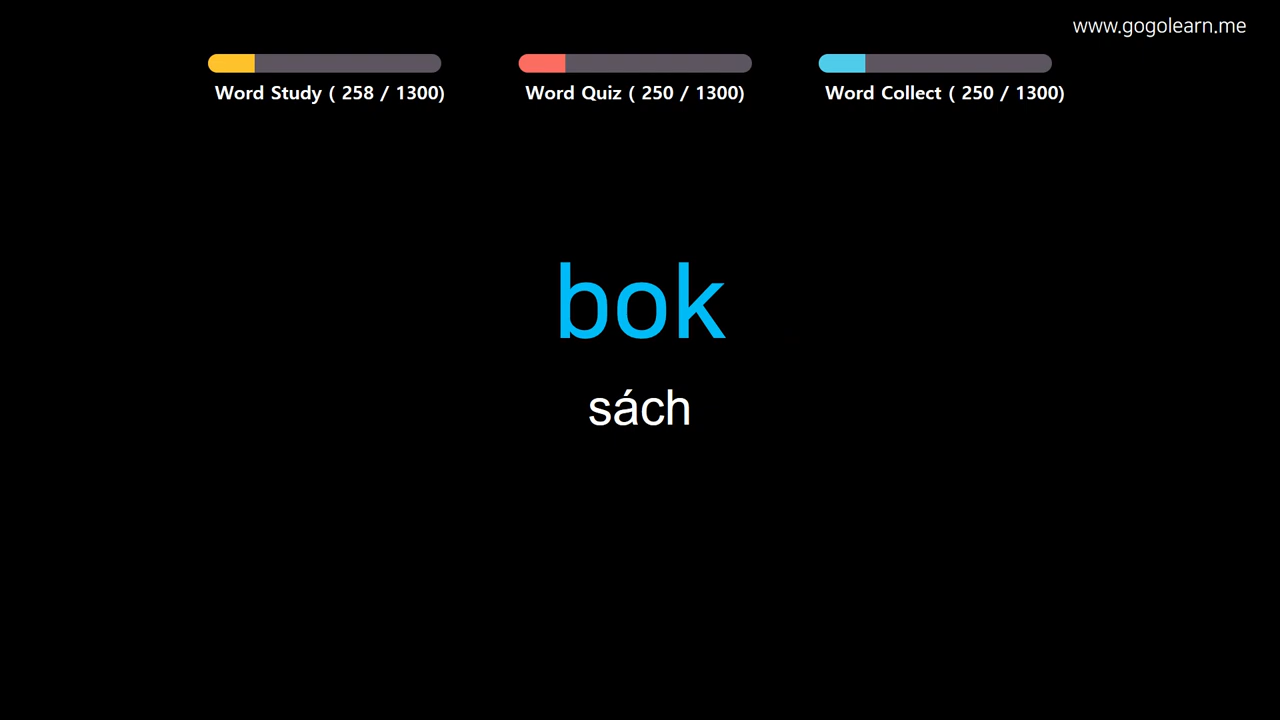 www.gogolearn.me
Word Study ( 258 / 1300)
Word Quiz ( 250 / 1300)
Word Collect ( 250 / 1300)
bok
sách